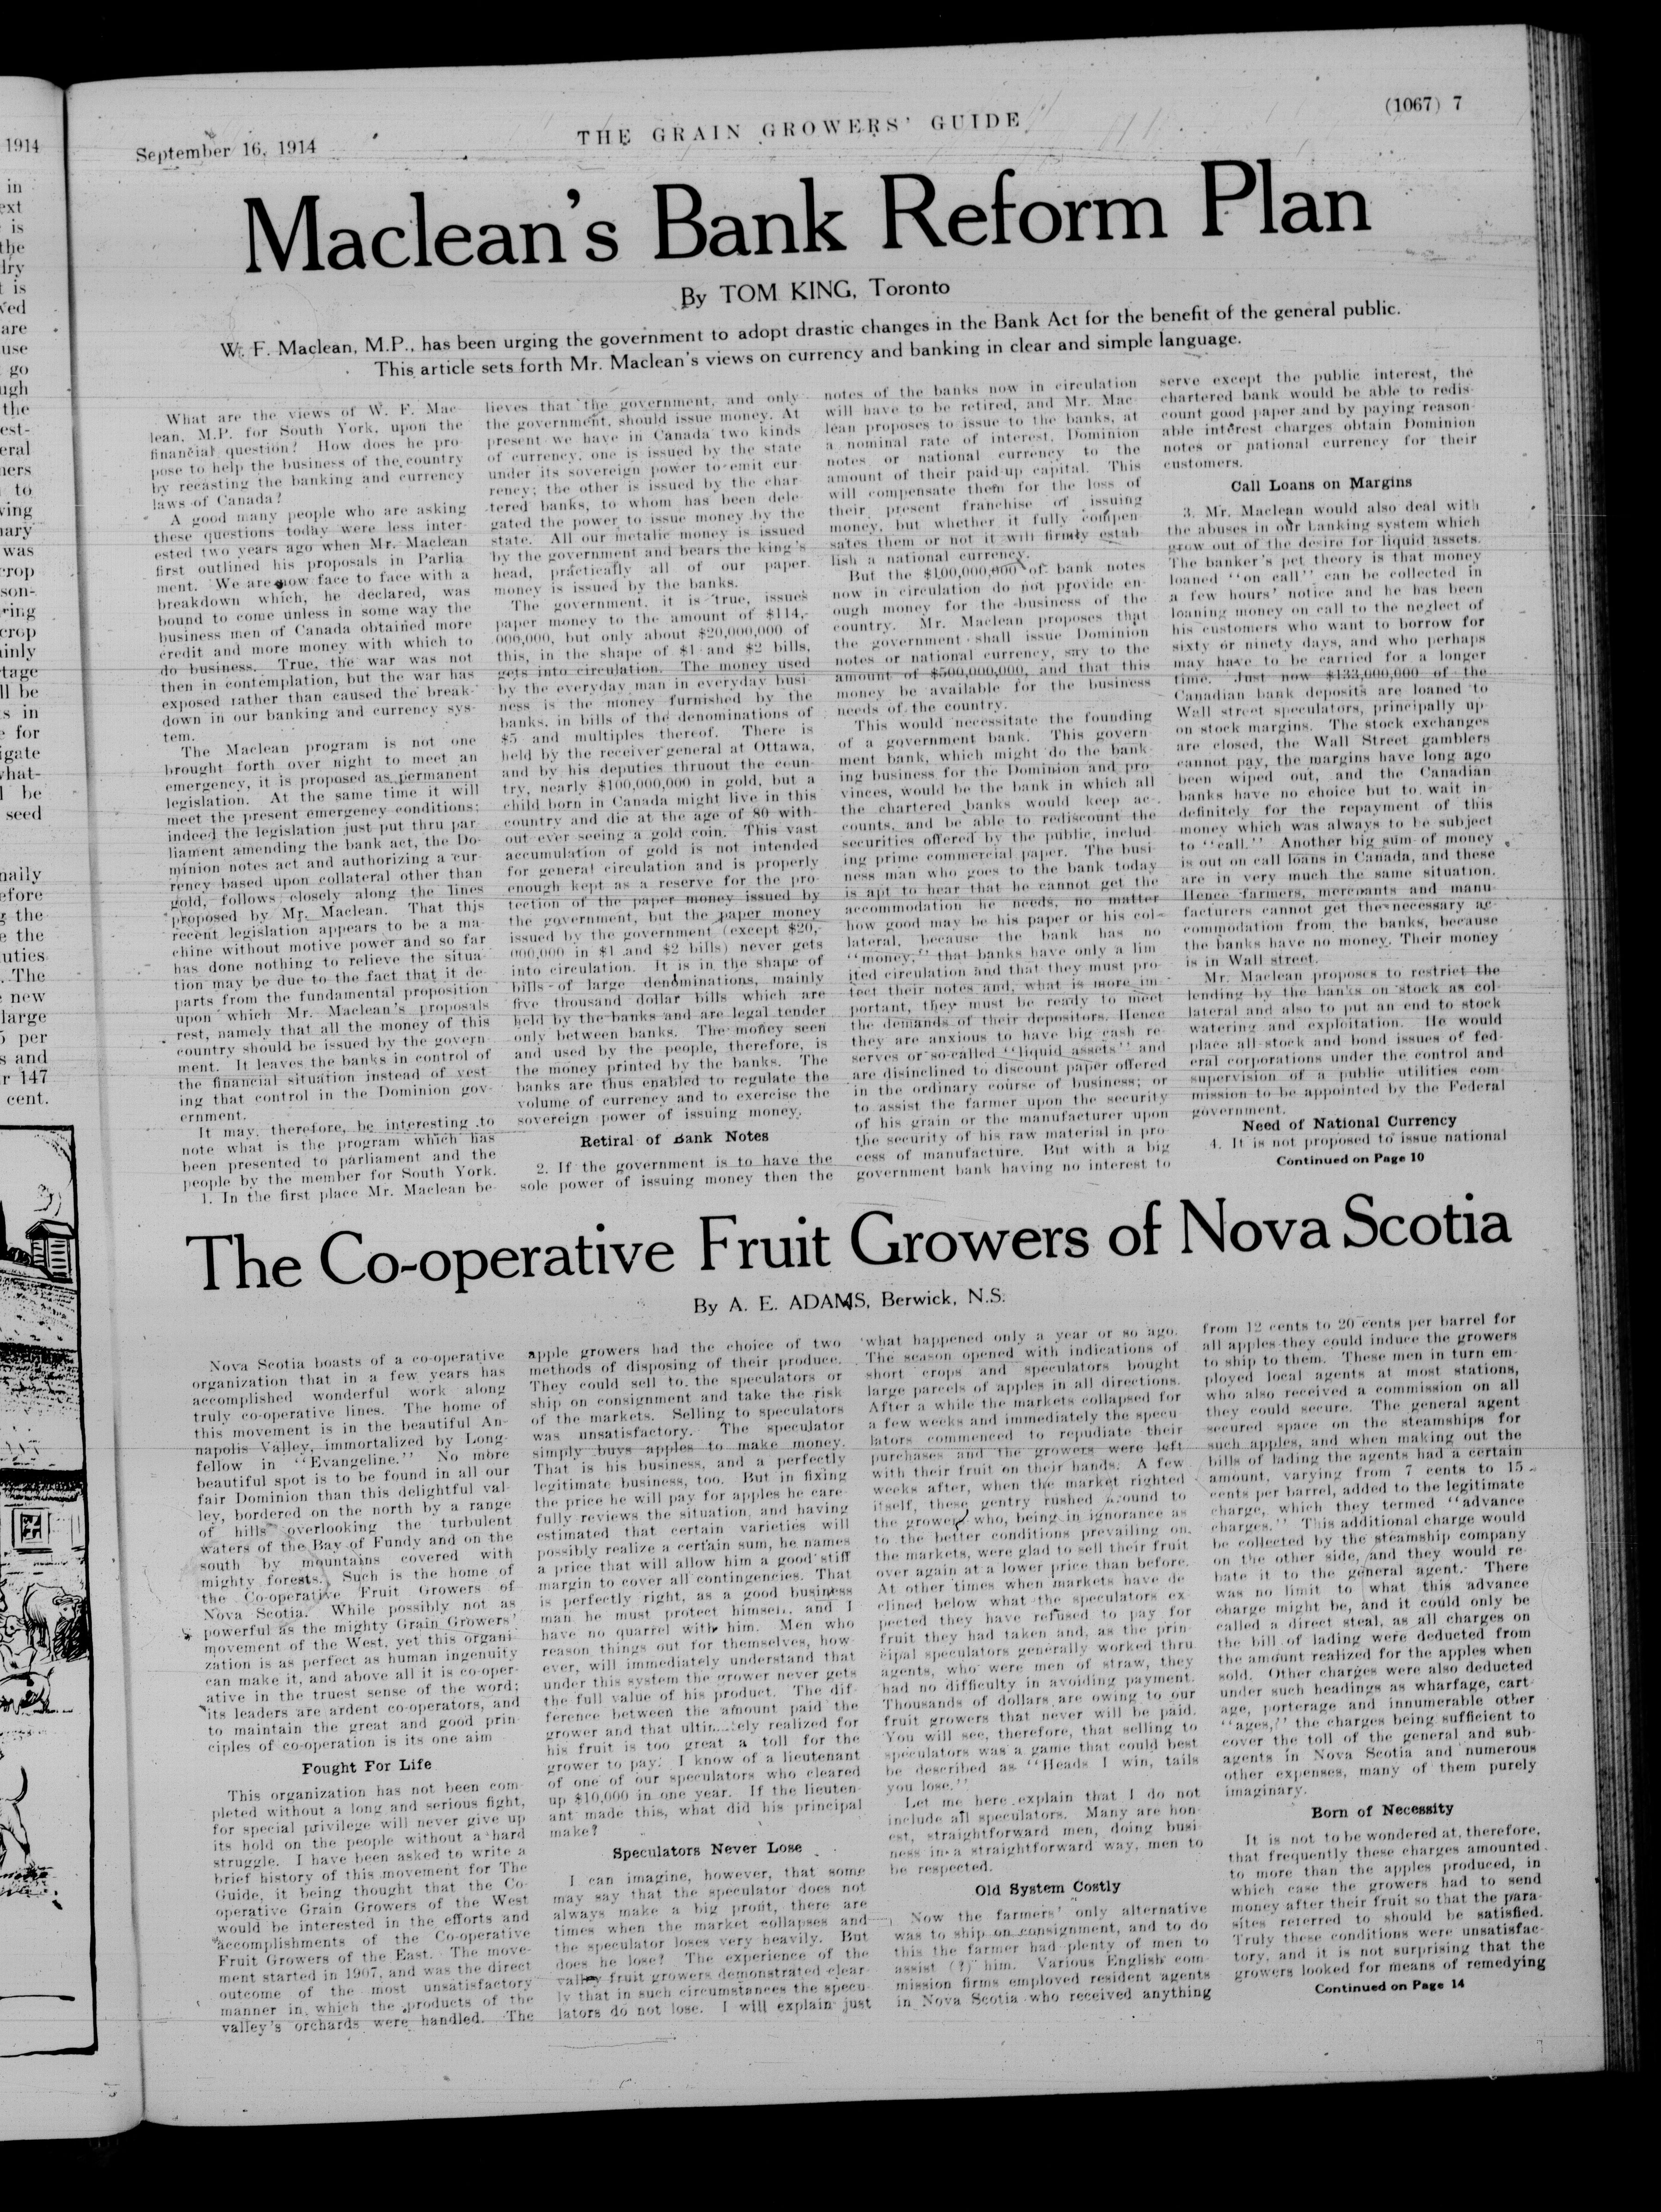 1914
in
ext
is
the
lry
t is
ved
are
use
go
ugh
the
est-
eral
ners
to
ving
nary
was
crop
son-
ring
crop
ainly
rtage
ll be
s in
e for
igate
what-
l be
seed
naily
efore
g the
e the
uties
. The
e new
large
5 per
s and
r 147
cent.
September 16, 1914
THE GRAIN GROWERS' GUIDE
(1067) 7
Maclean's Bank Reform Plan
By TOM KING, Toronto
W. F. Maclean, M.P., has been urging the government to adopt drastic changes in the Bank Act for the benefit of the general public.
This article sets forth Mr. Maclean's views on currency and banking in clear and simple language.
What are the views of W. F. Mac-
lean, M.P. for South York, upon the
financial question? How does he pro-
pose to help the business of the country
by recasting the banking and currency
laws of Canada?
A good many people who are asking
these questions today were less inter-
ested two years ago when Mr. Maclean
first outlined his proposals in Parlia-
ment. We are now face to face with a
breakdown which, he declared, was
bound to come unless in some way the
business men of Canada obtained more
credit and more money with which to
do business. True, the war was not
then in contemplation, but the war has
exposed rather than caused the break-
down in our banking and currency sys-
tem.
The Maclean program is not one
brought forth over night to meet an
emergency, it is proposed as permanent
legislation. At the same time it will
meet the present emergency conditions;
indeed the legislation just put thru par-
liament amending the bank act, the Do-
minion notes act and authorizing a cur-
rency based upon collateral other than
gold, follows closely along the lines
proposed by Mr. Maclean. That this
recent legislation appears to be a ma-
chine without motive power and so far
has done nothing to relieve the situa-
tion may be due to the fact that it de-
parts from the fundamental proposition
upon which Mr. Maclean's proposals
rest, namely that all the money of this
country should be issued by the govern-
ment. It leaves the banks in control of
the financial situation instead of vest-
ing that control in the Dominion gov-
ernment.
It may, therefore, be interesting to
note what is the program which has
been presented to parliament and the
people by the member for South York.
1. In the first place Mr. Maclean be-
lieves that the government, and only
the government, should issue money. At
present we have in Canada two kinds
of currency, one is issued by the state
under its sovereign power to emit cur-
rency; the other is issued by the char-
tered banks, to whom has been dele-
gated the power to issue money by the
state. All our metalic money is issued
by the government and bears the king's
head, practically all of our paper
money is issued by the banks.
The government, it is true, issues
paper money to the amount of $114,-
000,000, but only about $20,000,000 of
this, in the shape of $1 and $2 bills,
gets into circulation. The money used
by the everyday man in everyday busi-
ness is the money furnished by the
banks, in bills of the denominations of
$5 and multiples thereof. There is
held by the receiver general at Ottawa,
and by his deputies thruout the coun-
try, nearly $100,000,000 in gold, but a
child born in Canada might live in this
country and die at the age of 80 with-
out ever seeing a gold coin. This vast
accumulation of gold is not intended
for general circulation and is properly
enough kept as a reserve for the pro-
tection of the paper money issued by
the government, but the paper money
issued by the government (except $20,-
000,000 in $1 and $2 bills) never gets
into circulation. It is in the shape of
bills of large denominations, mainly
five thousand dollar bills which are
held by the banks and are legal tender
only between banks. The money seen
and used by the people, therefore, is
the money printed by the banks. The
banks are thus enabled to regulate the
volume of currency and to exercise the
sovereign power of issuing money.
Retiral of Bank Notes
2. If the government is to have the
sole power of issuing money then the
notes of the banks now in circulation
will have to be retired, and Mr. Mac-
lean proposes to issue to the banks, at
a nominal rate of interest, Dominion
notes or national currency to the
amount of their paid-up capital. This
will compensate them for the loss of
their present franchise of issuing
money, but whether it fully compen-
sates them or not it will firmly estab-
lish a national currency.
But the $100,000,000 of bank notes
now in circulation do not provide en-
ough money for the business of the
country. Mr. Maclean proposes that
the government shall issue Dominion
notes or national currency, say to the
amount of $500,000,000, and that this
money be available for the business
needs of the country.
This would necessitate the founding
of a government bank. This govern-
ment bank, which might do the bank-
ing business for the Dominion and pro-
vinces, would be the bank in which all
the chartered banks would keep ac-
counts, and be able to rediscount the
securities offered by the public, includ-
ing prime commercial paper. The busi-
ness man who goes to the bank today
is apt to hear that he cannot get the
accommodation he needs, no matter
how good may be his paper or his col-
lateral, because the bank has no
"money," that banks have only a lim-
ited circulation and that they must pro-
tect their notes and, what is more im-
portant, they must be ready to meet
the demands of their depositors. Hence
they are anxious to have big cash re-
serves or so-called "liquid assets" and
are disinclined to discount paper offered
in the ordinary course of business; or
to assist the farmer upon the security
of his grain or the manufacturer upon
the security of his raw material in pro-
cess of manufacture. But with a big
government bank having no interest to
serve except the public interest, the
chartered bank would be able to redis-
count good paper and by paying reason-
able interest charges obtain Dominion
notes or national currency for their
customers.
Call Loans on Margins
3. Mr. Maclean would also deal with
the abuses in our banking system which
grow out of the desire for liquid assets.
The banker's pet theory is that money
loaned "on call" can be collected in
a few hours' notice and he has been
loaning money on call to the neglect of
his customers who want to borrow for
sixty or ninety days, and who perhaps
may have to be carried for a longer
time. Just now $133,000,000 of the
Canadian bank deposits are loaned to
Wall street speculators, principally up-
on stock margins. The stock exchanges
are closed, the Wall Street gamblers
cannot pay, the margins have long ago
been wiped out, and the Canadian
banks have no choice but to wait in-
definitely for the repayment of this
money which was always to be subject
to "call." Another big sum of money
is out on call loans in Canada, and these
are in very much the same situation.
Hence farmers, merchants and manu-
facturers cannot get the necessary ac-
commodation from the banks, because
the banks have no money. Their money
is in Wall street.
Mr. Maclean proposes to restrict the
lending by the banks on stock as col-
lateral and also to put an end to stock
watering and exploitation. He would
place all stock and bond issues of fed-
eral corporations under the control and
supervision of a public utilities com-
mission to be appointed by the Federal
government.
Need of National Currency
4. It is not proposed to issue national
Continued on Page 10
The Co-operative Fruit Growers of Nova Scotia
By A. E. ADAMS, Berwick, N.S.
Nova Scotia boasts of a co-operative
organization that in a few years has
accomplished wonderful work along
truly co-operative lines. The home of
this movement is in the beautiful An-
napolis Valley, immortalized by Long-
fellow in "Evangeline." No more
beautiful spot is to be found in all our
fair Dominion than this delightful val-
ley, bordered on the north by a range
of hills overlooking the turbulent
waters of the Bay of Fundy and on the
south by mountains covered with
mighty forests. Such is the home of
the Co-operative Fruit Growers of
Nova Scotia. While possibly not as
powerful as the mighty Grain Growers'
movement of the West, yet this organi-
zation is as perfect as human ingenuity
can make it, and above all it is co-oper-
ative in the truest sense of the word;
its leaders are ardent co-operators, and
to maintain the great and good prin-
ciples of co-operation is its one aim
Fought For Life
This organization has not been com-
pleted without a long and serious fight,
for special privilege will never give up
its hold on the people without a hard
struggle. I have been asked to write a
brief history of this movement for The
Guide, it being thought that the Co-
operative Grain Growers of the West
would be interested in the efforts and
accomplishments of the Co-operative
Fruit Growers of the East. The move-
ment started in 1907, and was the direct
outcome of the most unsatisfactory
manner in which the products of the
valley's orchards were handled. The
apple growers had the choice of two
methods of disposing of their produce.
They could sell to the speculators or
ship on consignment and take the risk
of the markets. Selling to speculators
was unsatisfactory. The speculator
simply buys apples to make money.
That is his business, and a perfectly
legitimate business, too. But in fixing
the price he will pay for apples he care-
fully reviews the situation, and having
estimated that certain varieties will
possibly realize a certain sum, he names
a price that will allow him a good stiff
margin to cover all contingencies. That
is perfectly right, as a good business
man he must protect himself, and I
have no quarrel with him. Men who
reason things out for themselves, how-
ever, will immediately understand that
under this system the grower never gets
the full value of his product. The dif-
ference between the amount paid the
grower and that ultimately realized for
his fruit is too great a toll for the
grower to pay. I know of a lieutenant
of one of our speculators who cleared
up $10,000 in one year. If the lieuten-
ant made this, what did his principal
make?
Speculators Never Lose
I can imagine, however, that some
may say that the speculator does not
always make a big profit, there are
times when the market collapses and
the speculator loses very heavily. But
does he lose? The experience of the
valley fruit growers demonstrated clear-
ly that in such circumstances the specu-
lators do not lose. I will explain just
what happened only a year or so ago.
The season opened with indications of
short crops and speculators bought
large parcels of apples in all directions.
After a while the markets collapsed for
a few weeks and immediately the specu-
lators commenced to repudiate their
purchases and the growers were left
with their fruit on their hands. A few
weeks after, when the market righted
itself, these gentry rushed around to
the grower who, being in ignorance as
to the better conditions prevailing on
the markets, were glad to sell their fruit
over again at a lower price than before.
At other times when markets have de-
clined below what the speculators ex-
pected they have refused to pay for
fruit they had taken and, as the prin-
cipal speculators generally worked thru
agents, who were men of straw, they
had no difficulty in avoiding payment.
Thousands of dollars are owing to our
fruit growers that never will be paid.
You will see, therefore, that selling to
speculators was a game that could best
be described as "Heads I win, tails
you lose."
Let me here explain that I do not
include all speculators. Many are hon-
est, straightforward men, doing busi-
ness in a straightforward way, men to
be respected.
Old System Costly
Now the farmers' only alternative
was to ship on consignment, and to do
this the farmer had plenty of men to
assist (?) him. Various English com-
mission firms employed resident agents
in Nova Scotia who received anything
from 12 cents to 20 cents per barrel for
all apples they could induce the growers
to ship to them. These men in turn em-
ployed local agents at most stations,
who also received a commission on all
they could secure. The general agent
secured space on the steamships for
such apples, and when making out the
bills of lading the agents had a certain
amount, varying from 7 cents to 15
cents per barrel, added to the legitimate
charge, which they termed "advance
charges." This additional charge would
be collected by the steamship company
on the other side, and they would re-
bate it to the general agent. There
was no limit to what this advance
charge might be, and it could only be
called a direct steal, as all charges on
the bill of lading were deducted from
the amount realized for the apples when
sold. Other charges were also deducted
under such headings as wharfage, cart-
age, porterage and innumerable other
"ages," the charges being sufficient to
cover the toll of the general and sub-
agents in Nova Scotia and numerous
other expenses, many of them purely
imaginary.
Born of Necessity
It is not to be wondered at, therefore,
that frequently these charges amounted
to more than the apples produced, in
which case the growers had to send
money after their fruit so that the para-
sites referred to should be satisfied.
Truly these conditions were unsatisfac-
tory, and it is not surprising that the
growers looked for means of remedying
Continued on Page 14